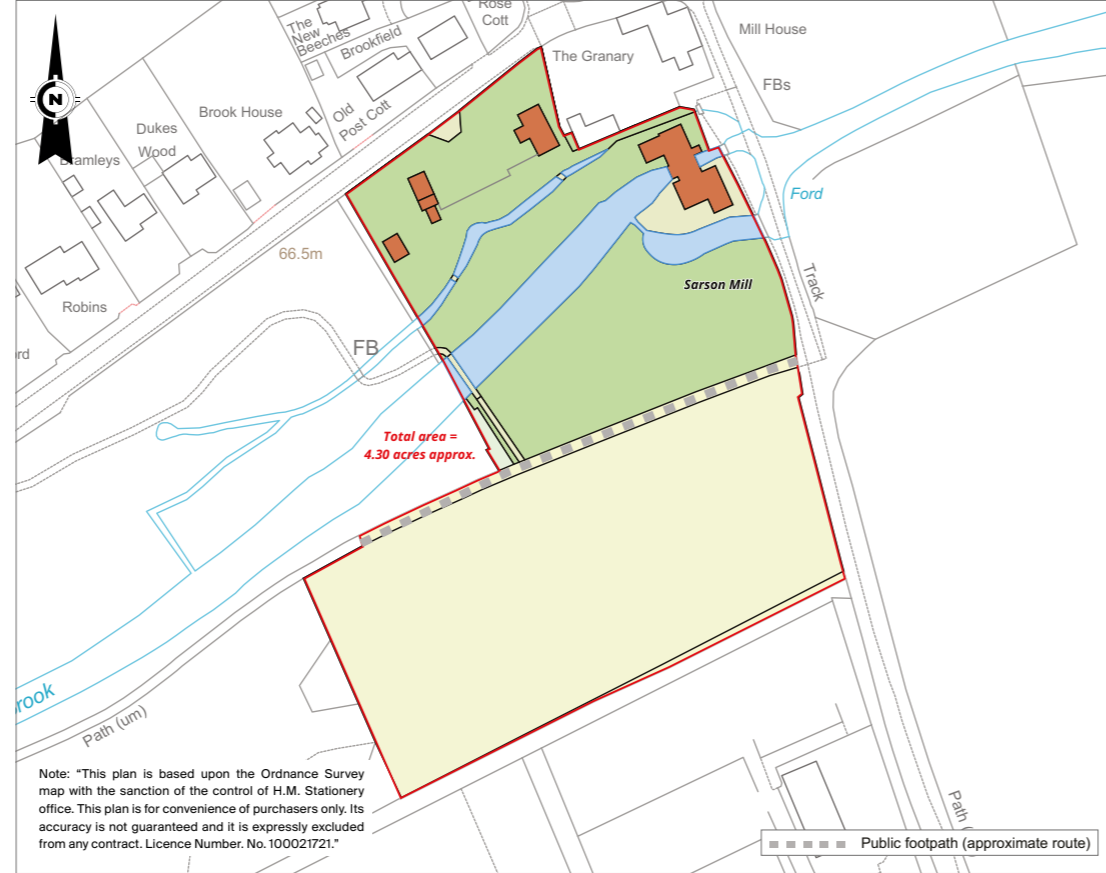 Rose
Cott
The
New
Beeches
Brookfield
The Granary
Mill House
FBs
N
Brook House
Old
Post Cott
Dukes
Wood
Bramleys
Ford
66.5m
Sarson Mill
Track
Robins
ord
FB
Total area =
4.30 acres approx.
rook
Path (um)
Note: “This plan is based upon the Ordnance Survey
map with the sanction of the control of H.M. Stationery
office. This plan is for convenience of purchasers only. Its
accuracy is not guaranteed and it is expressly excluded
from any contract. Licence Number. No. 100021721.”
Path (
Public footpath (approximate route)